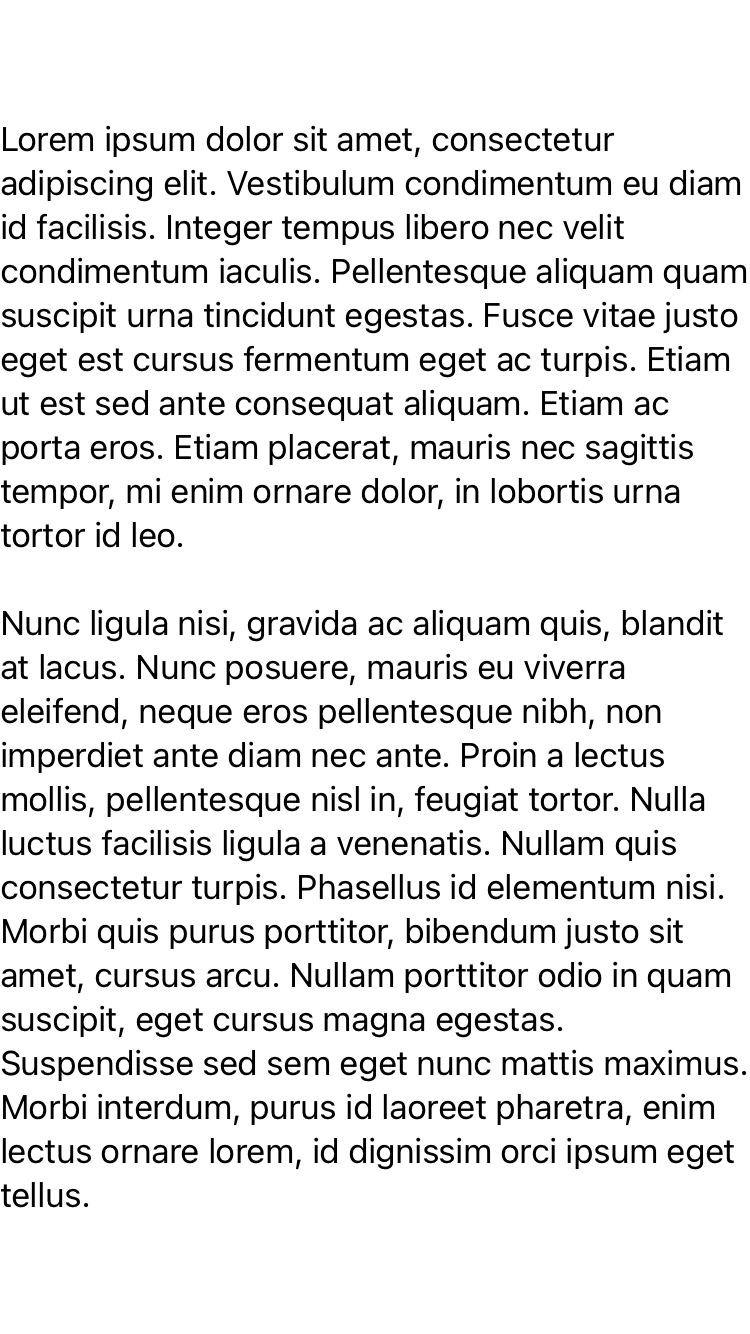 Lorem ipsum dolor sit amet, consectetur
adipiscing elit. Vestibulum condimentum eu diam
id facilisis. Integer tempus libero nec velit
condimentum iaculis. Pellentesque aliquam quam
suscipit urna tincidunt egestas. Fusce vitae justo
eget est cursus fermentum eget ac turpis. Etiam
ut est sed ante consequat aliquam. Etiam ac
porta eros. Etiam placerat, mauris nec sagittis
tempor, mi enim ornare dolor, in lobortis urna
tortor id leo.

Nunc ligula nisi, gravida ac aliquam quis, blandit
at lacus. Nunc posuere, mauris eu viverra
eleifend, neque eros pellentesque nibh, non
imperdiet ante diam nec ante. Proin a lectus
mollis, pellentesque nisl in, feugiat tortor. Nulla
luctus facilisis ligula a venenatis. Nullam quis
consectetur turpis. Phasellus id elementum nisi.
Morbi quis purus porttitor, bibendum justo sit
amet, cursus arcu. Nullam porttitor odio in quam
suscipit, eget cursus magna egestas.
Suspendisse sed sem eget nunc mattis maximus.
Morbi interdum, purus id laoreet pharetra, enim
lectus ornare lorem, id dignissim orci ipsum eget
tellus.